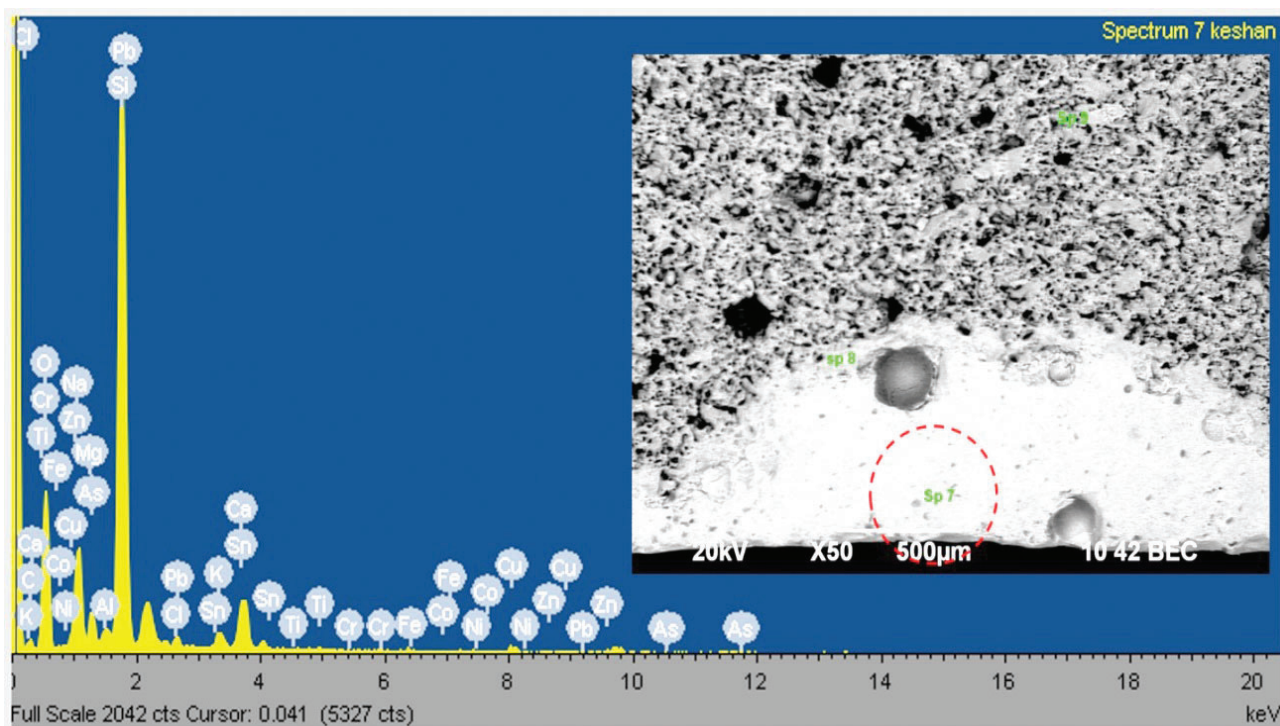 Spectrum 7 keshan
Cl
Pb
Si
O
Cr
Ti
Fe
Na
Zn
Mg
As
Cu
Ca
C
K
Co
Ni
Al
Pb
Cl
K
Sn
Ca
Sn
Sn
Ti
Ti
Cr
Cr
Fe
Fe
Co
Ni
Co
Cu
Ni
Zn
Cu
Pb
Zn
As
As
sp 8
Sp 7
20kV X50 500µm 10 42 BEC
0 2 4 6 8 10 12 14 16 18 20
Full Scale 2042 cts Cursor: 0.041 (5327 cts) keV